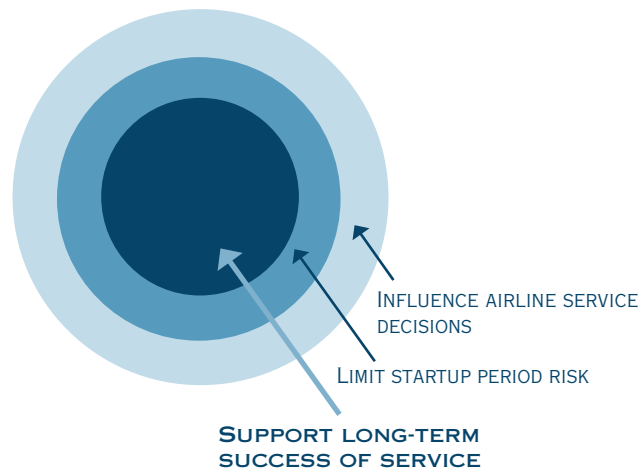 INFLUENCE AIRLINE SERVICE
DECISIONS
LIMIT STARTUP PERIOD RISK
SUPPORT LONG-TERM
SUCCESS OF SERVICE